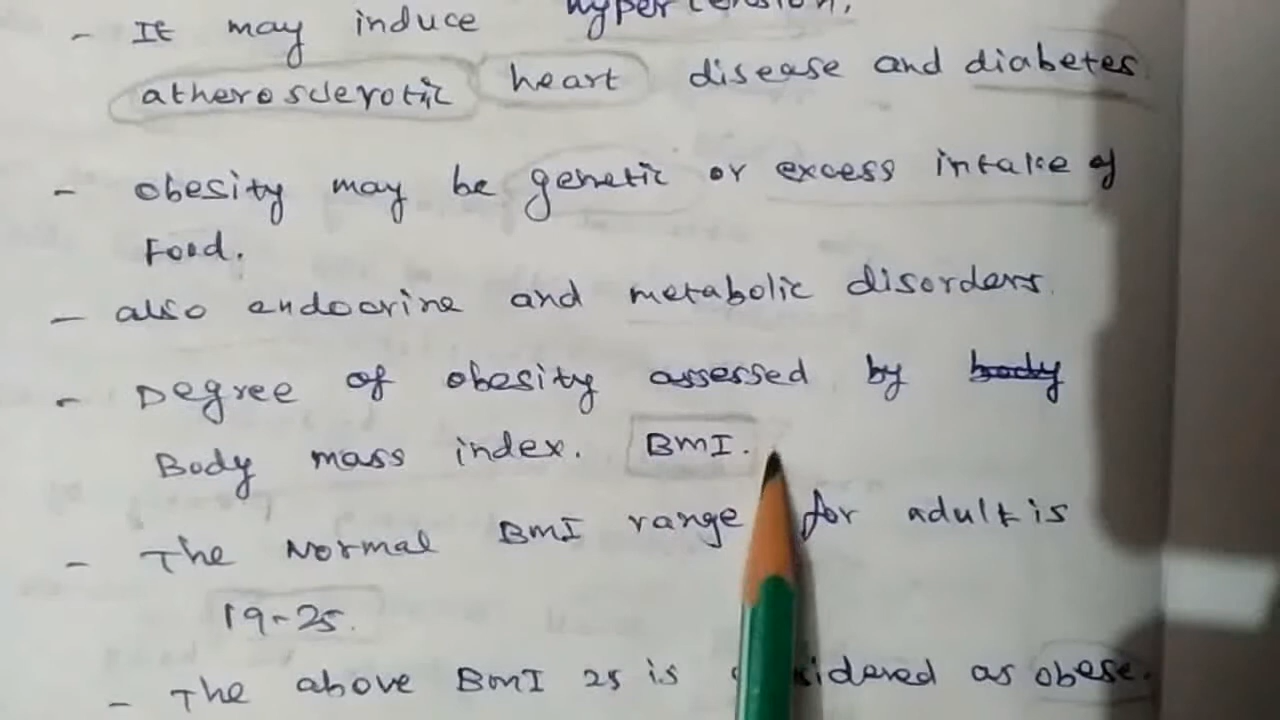 - It may induce hypertension,
atherosclerotic heart disease and diabetes.
- obesity may be genetic or excess intake of
Food.
- also endocrine and metabolic disorders.
- Degree of obesity assessed by body
Body mass index. BMI.
- The Normal BMI range for adult is
19-25.
- The above BMI 25 is considered as obese.